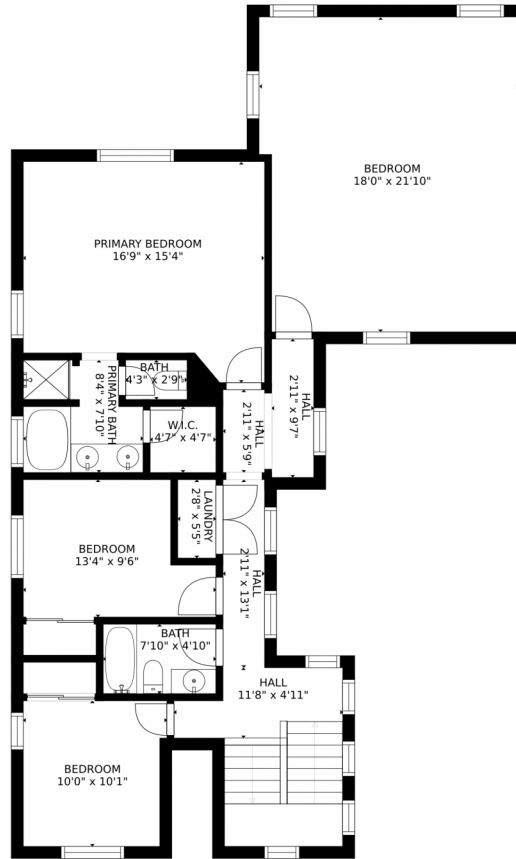 BEDROOM
18'0" x 21'10"
PRIMARY BEDROOM
16'9" x 15'4"
BATH
4'3" x 2'9"
PRIMARY BATH
8'4" x 7'10"
W.I.C.
4'7" x 4'7"
HALL
2'11" x 5'9"
HALL
2'11" x 9'7"
LAUNDRY
2'8" x 5'5"
BEDROOM
13'4" x 9'6"
HALL
2'11" x 13'1"
BATH
7'10" x 4'10"
HALL
11'8" x 4'11"
BEDROOM
10'0" x 10'1"